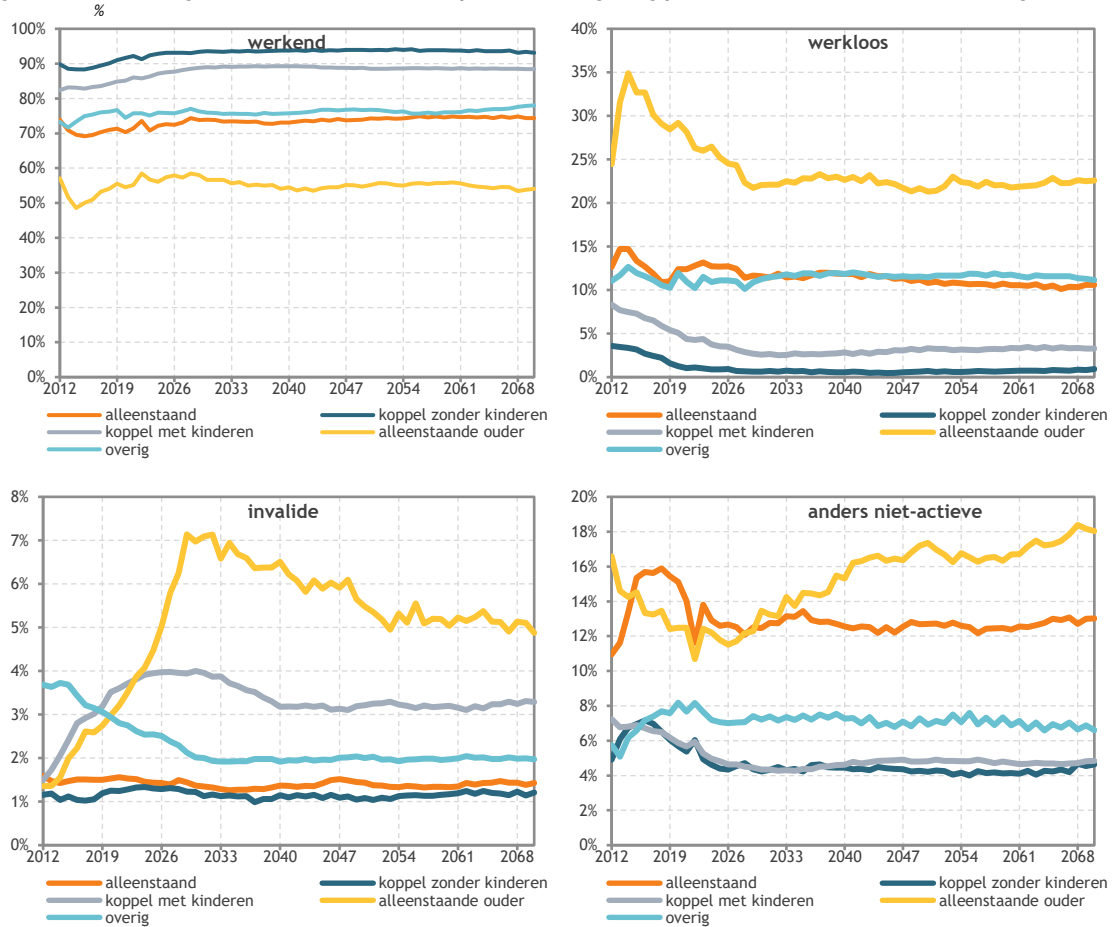 %
werkend
100%
90%
80%
70%
60%
50%
40%
30%
20%
10%
0%
2012 2019 2026 2033 2040 2047 2054 2061 2068
alleenstaand koppel zonder kinderen
koppel met kinderen alleenstaande ouder
overig
werkloos
40%
35%
30%
25%
20%
15%
10%
5%
0%
2012 2019 2026 2033 2040 2047 2054 2061 2068
alleenstaand koppel zonder kinderen
koppel met kinderen alleenstaande ouder
overig
invalide
8%
7%
6%
5%
4%
3%
2%
1%
0%
2012 2019 2026 2033 2040 2047 2054 2061 2068
alleenstaand koppel zonder kinderen
koppel met kinderen alleenstaande ouder
overig
anders niet-actieve
20%
18%
16%
14%
12%
10%
8%
6%
4%
2%
0%
2012 2019 2026 2033 2040 2047 2054 2061 2068
alleenstaand koppel zonder kinderen
koppel met kinderen alleenstaande ouder
overig